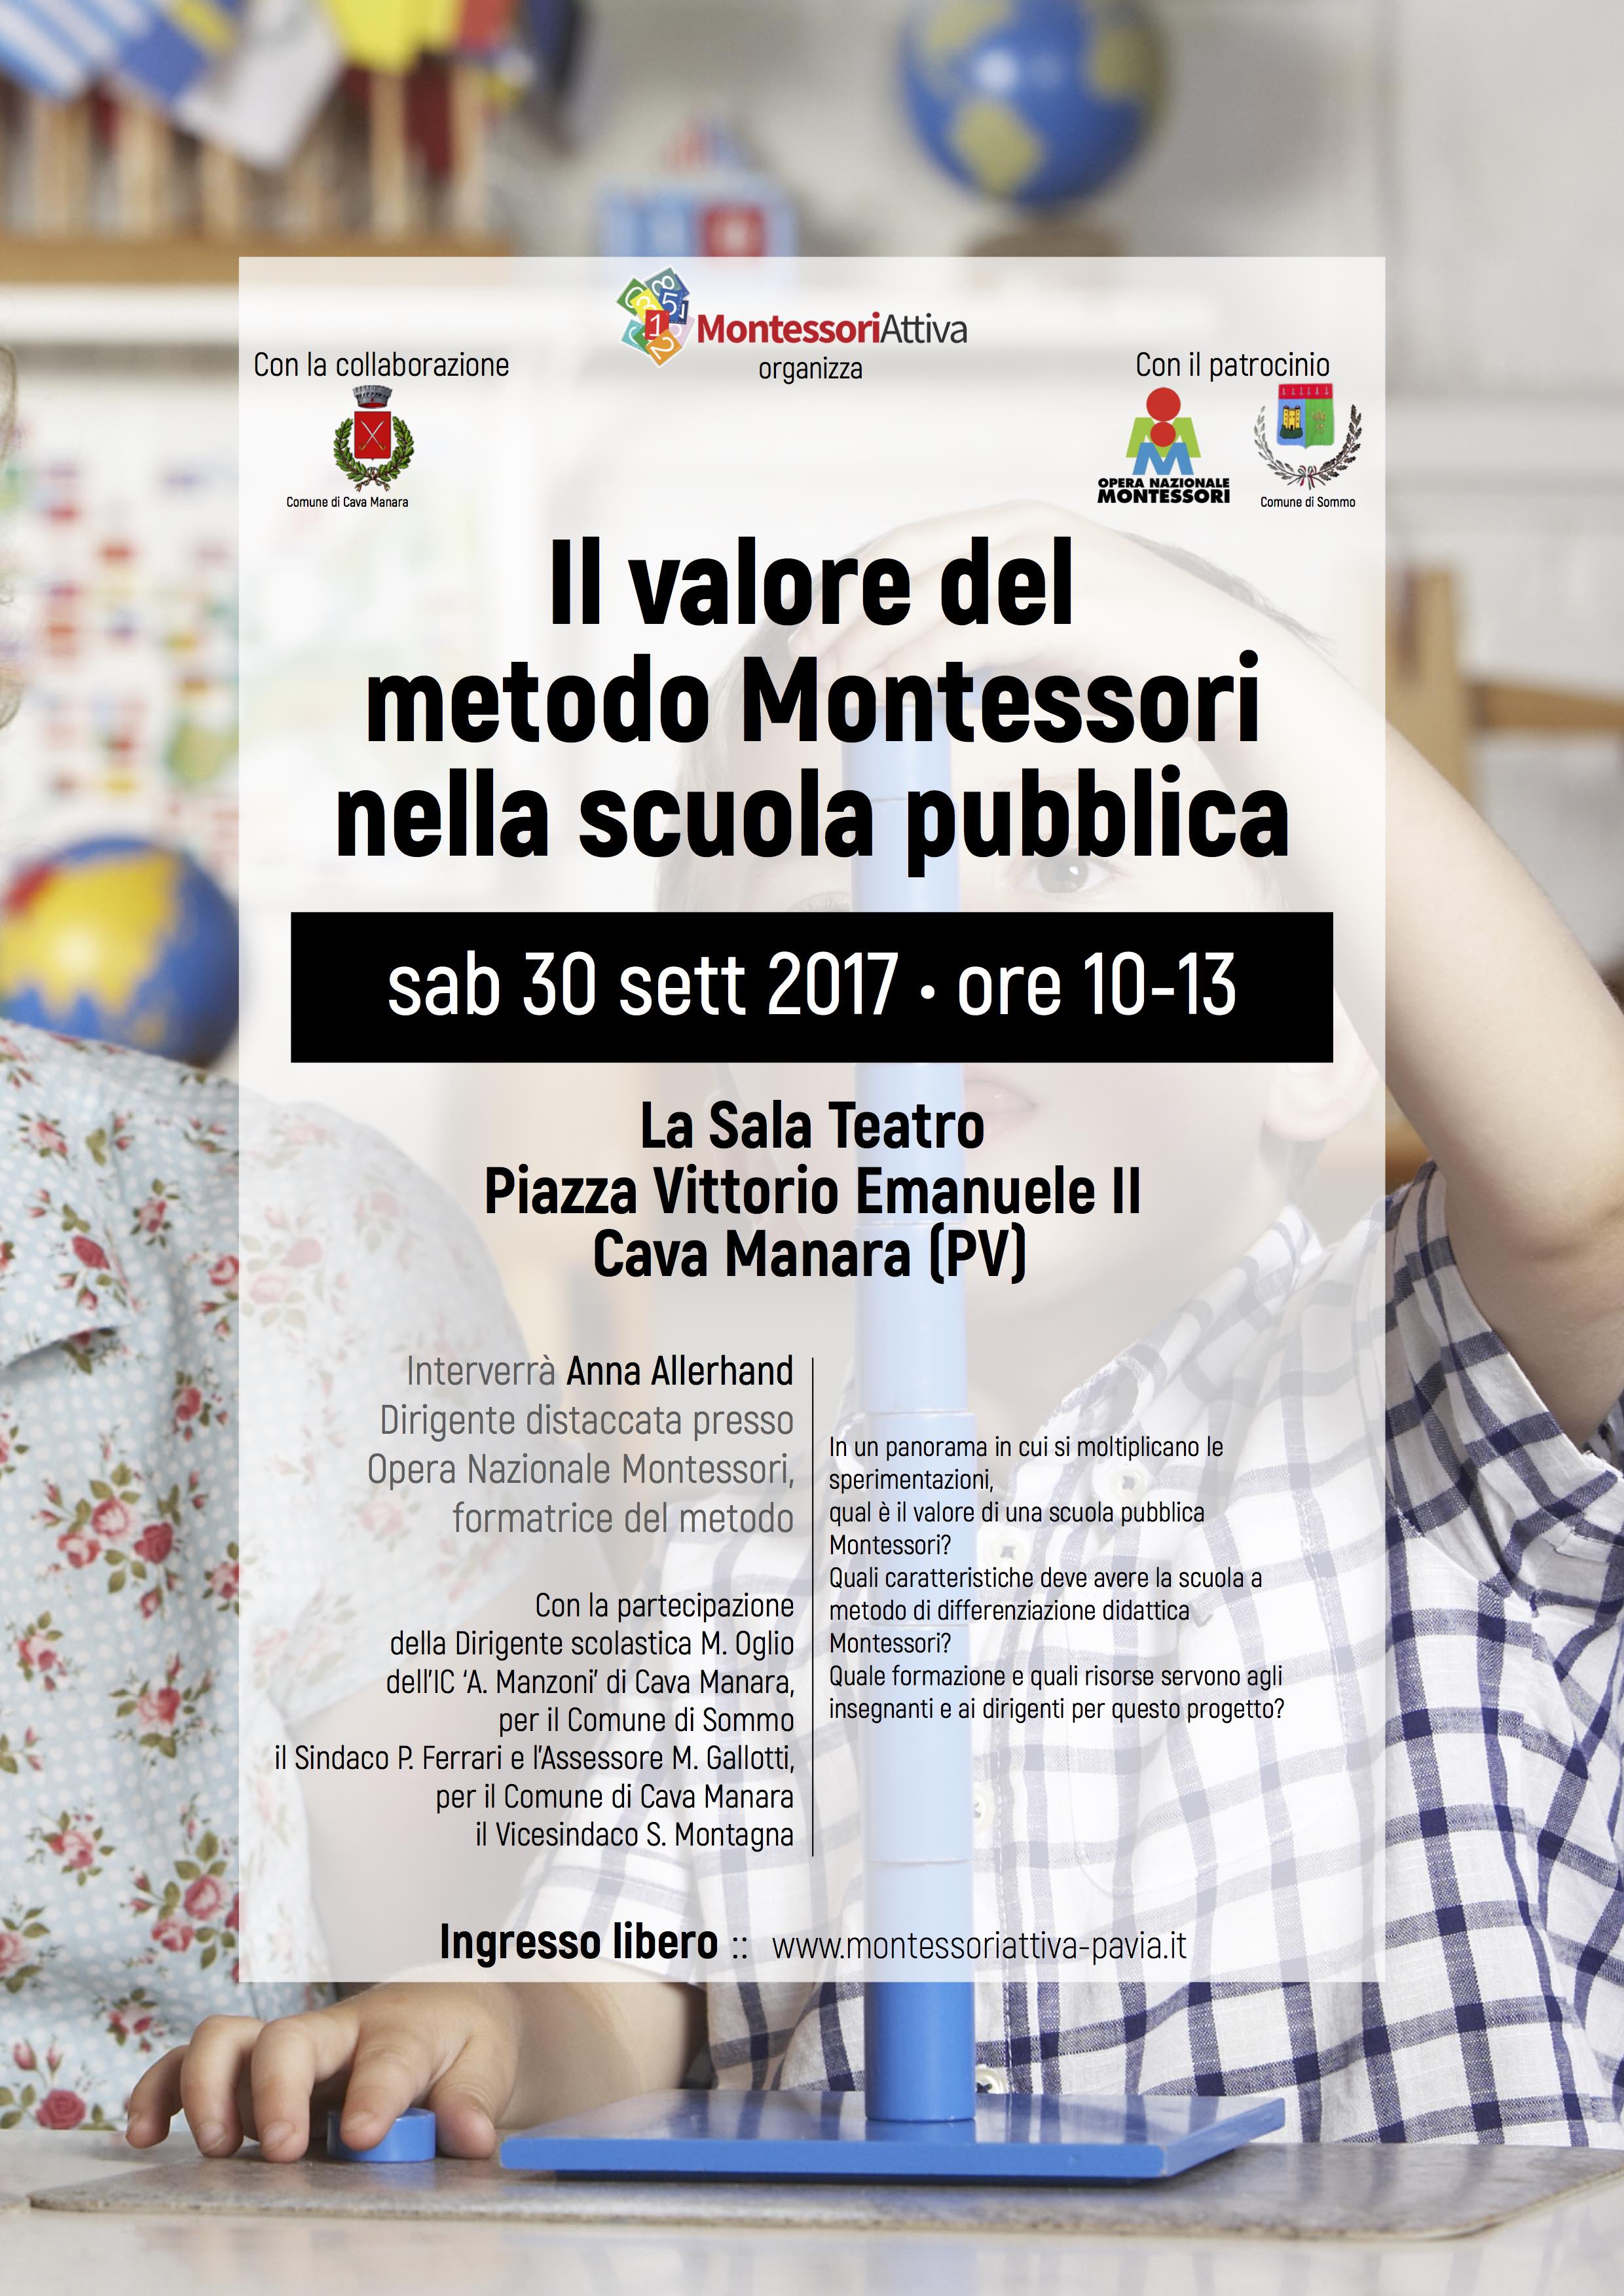 MontessoriAttiva
organizza
Con la collaborazione
Comune di Cava Manara
Con il patrocinio
OPERA NAZIONALE
MONTESSORI
Comune di Sommo
Il valore del
metodo Montessori
nella scuola pubblica
sab 30 sett 2017 • ore 10-13
La Sala Teatro
Piazza Vittorio Emanuele II
Cava Manara (PV)
Interverrà Anna Allerhand
Dirigente distaccata presso
Opera Nazionale Montessori,
formatrice del metodo
Con la partecipazione
della Dirigente scolastica M. Oglio
dell'IC ‘A. Manzoni’ di Cava Manara,
per il Comune di Sommo
il Sindaco P. Ferrari e l'Assessore M. Gallotti,
per il Comune di Cava Manara
il Vicesindaco S. Montagna
In un panorama in cui si moltiplicano le
sperimentazioni,
qual è il valore di una scuola pubblica
Montessori?
Quali caratteristiche deve avere la scuola a
metodo di differenziazione didattica
Montessori?
Quale formazione e quali risorse servono agli
insegnanti e ai dirigenti per questo progetto?
Ingresso libero :: www.montessoriattiva-pavia.it